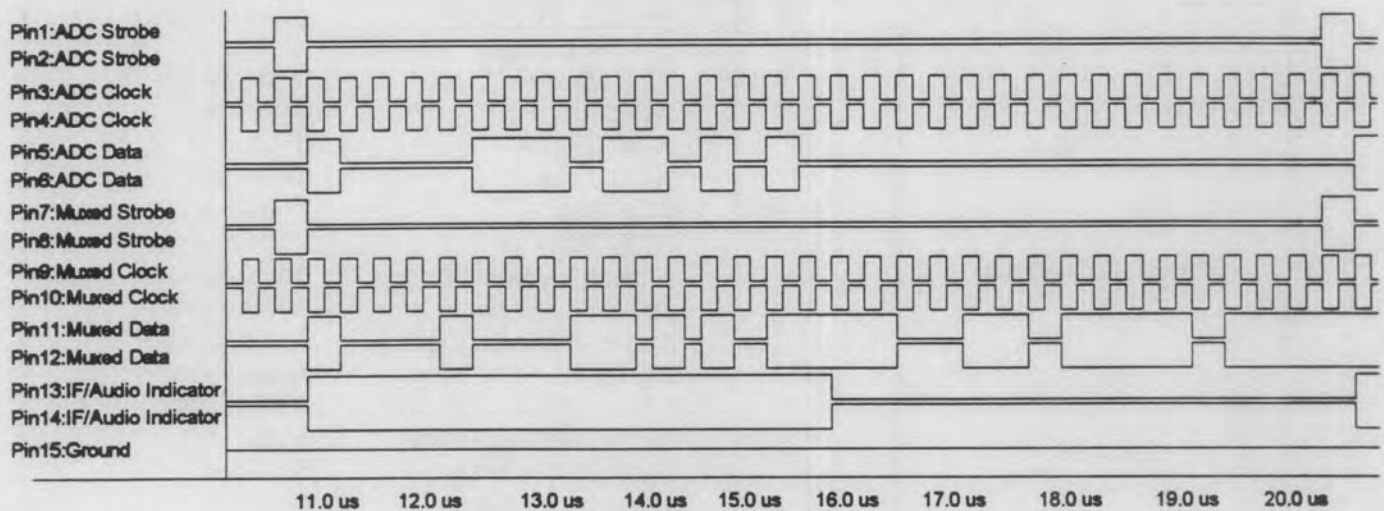 Pin1:ADC Strobe
Pin2:ADC Strobe
Pin3:ADC Clock
Pin4:ADC Clock
Pin5:ADC Data
Pin6:ADC Data
Pin7:Muxed Strobe
Pin8:Muxed Strobe
Pin9:Muxed Clock
Pin10:Muxed Clock
Pin11:Muxed Data
Pin12:Muxed Data
Pin13:IF/Audio Indicator
Pin14:IF/Audio Indicator
Pin15:Ground
11.0 us 12.0 us 13.0 us 14.0 us 15.0 us 16.0 us 17.0 us 18.0 us 19.0 us 20.0 us